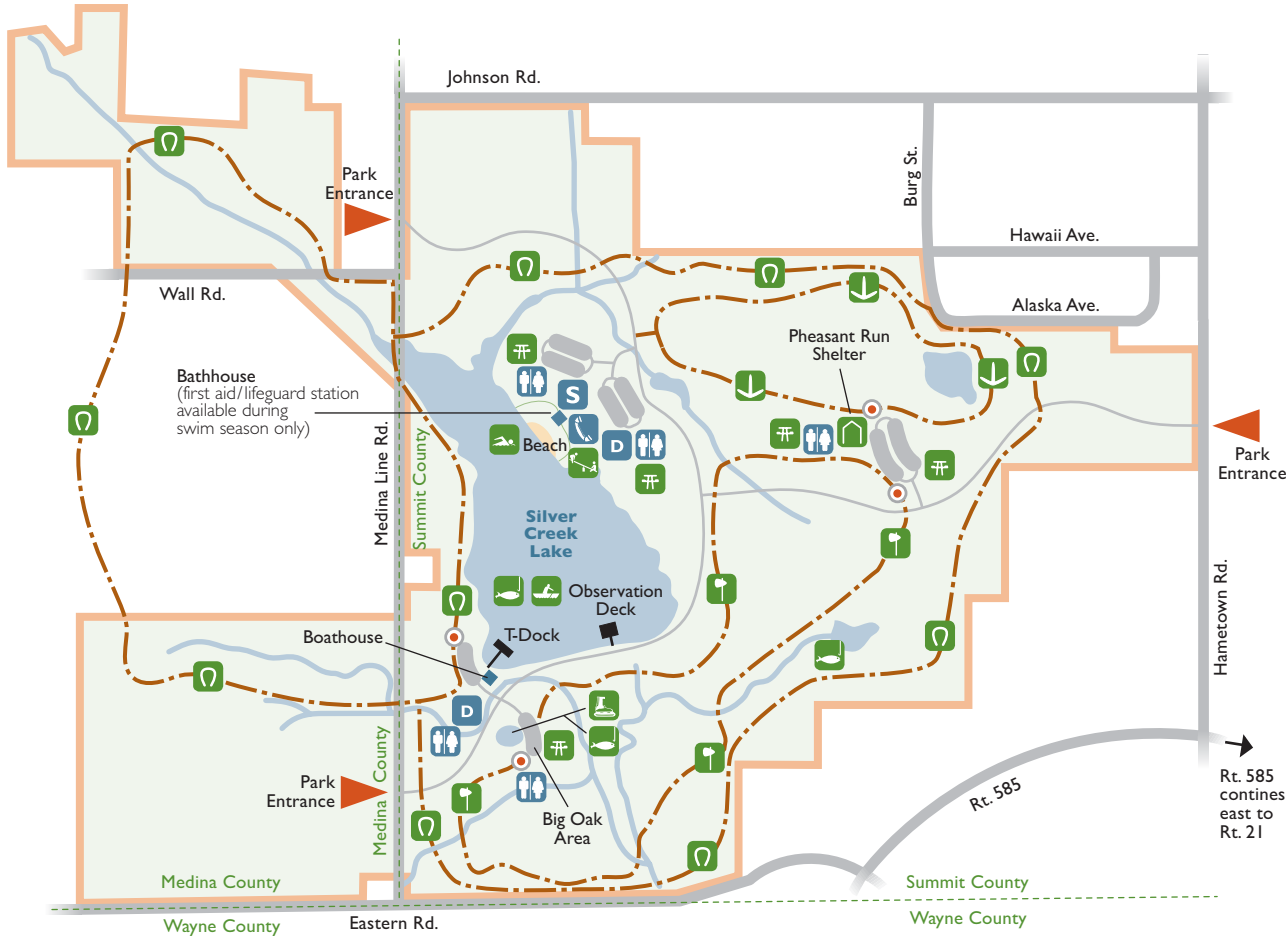 Johnson Rd.
Park
Entrance
Burg St.
Hawaii Ave.
Wall Rd.
Alaska Ave.
Pheasant Run
Shelter
Bathhouse
(first aid/lifeguard station
available during
swim season only)
S
Beach
D
Medina Line Rd.
Summit County
Park
Entrance
Silver
Creek
Lake
Observation
Deck
Boathouse
T-Dock
Hametown Rd.
D
Park
Entrance
Medina County
Big Oak
Area
Rt. 585
Rt. 585
contines
east to
Rt. 21
Medina County
Summit County
Wayne County
Eastern Rd.
Wayne County